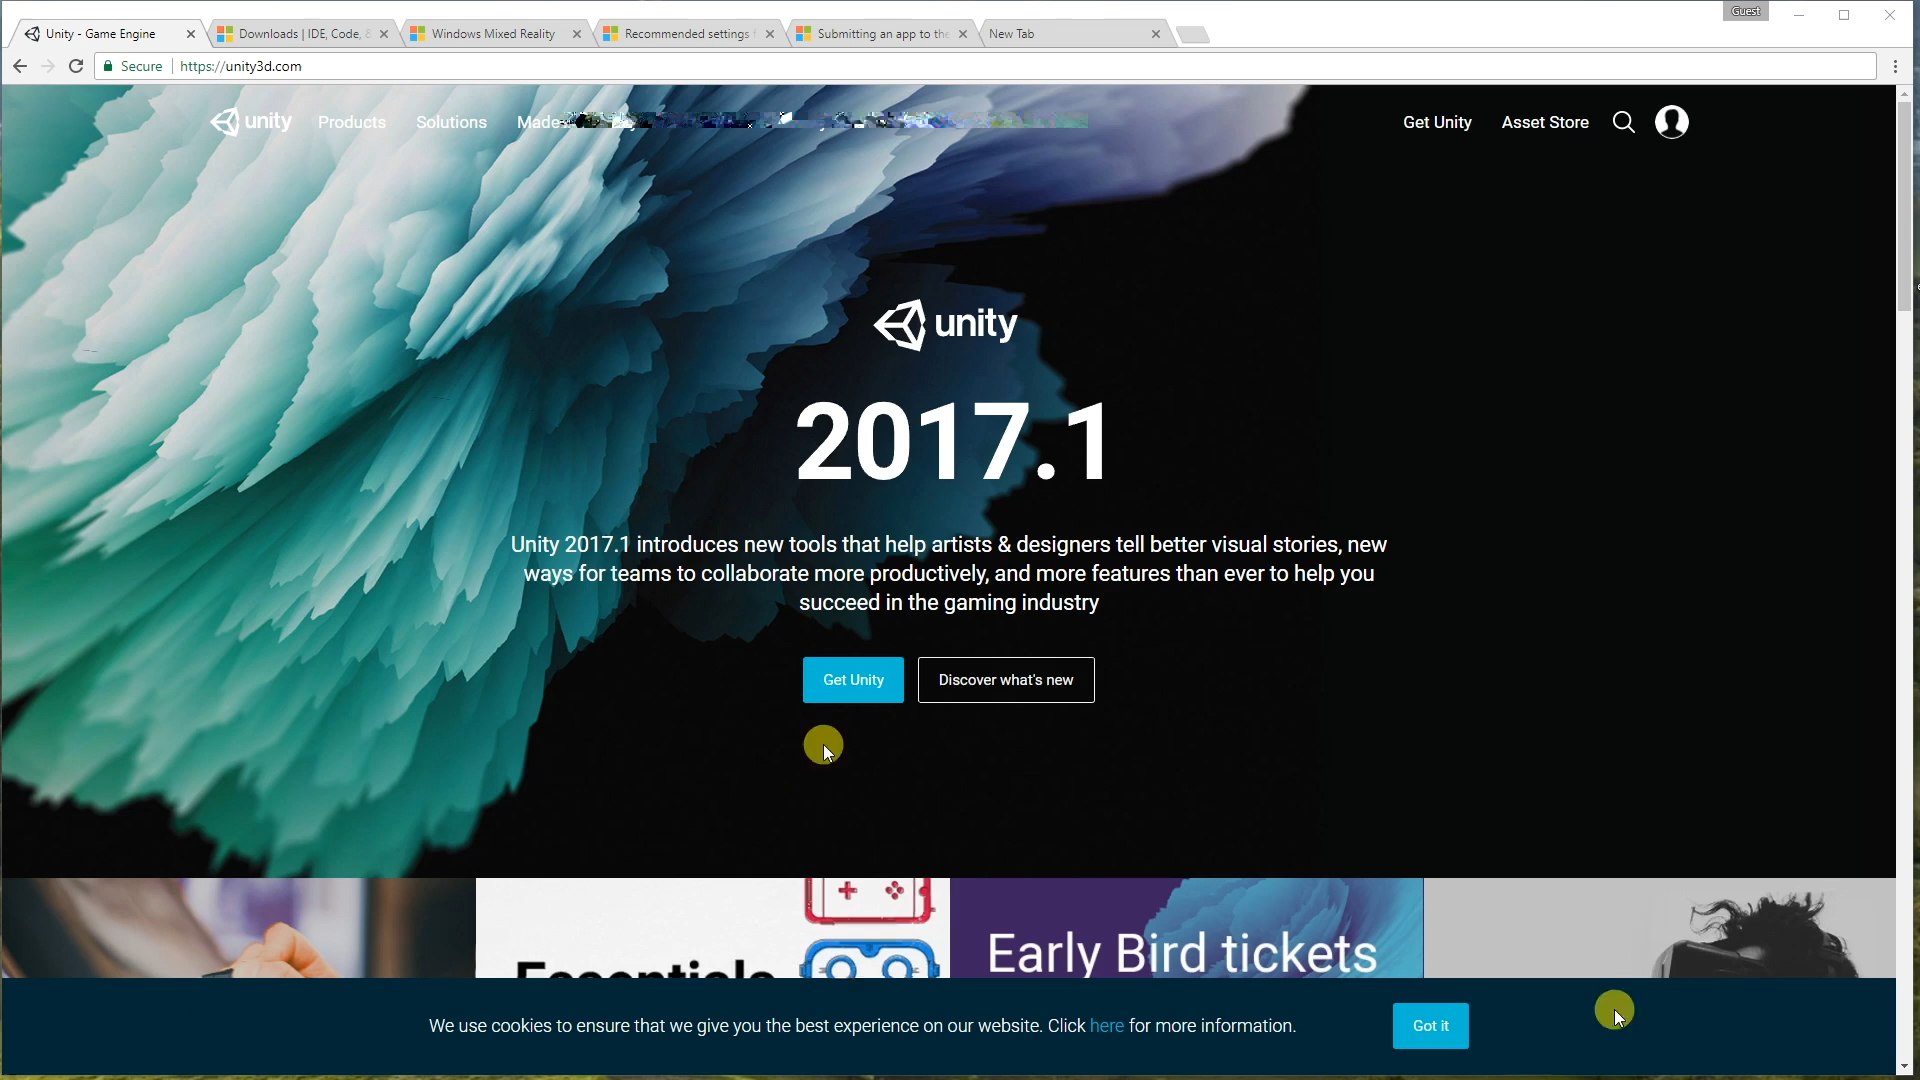 Guest
Unity - Game Engine
Downloads | IDE, Code, &
Windows Mixed Reality
Recommended settings
Submitting an app to the
New Tab
Secure
https://unity3d.com
unity
Products
Solutions
Made
Get Unity
Asset Store
unity
2017.1
Unity 2017.1 introduces new tools that help artists & designers tell better visual stories, new
ways for teams to collaborate more productively, and more features than ever to help you
succeed in the gaming industry
Get Unity
Discover what's new
Essentials
Early Bird tickets
We use cookies to ensure that we give you the best experience on our website. Click here for more information.
Got it